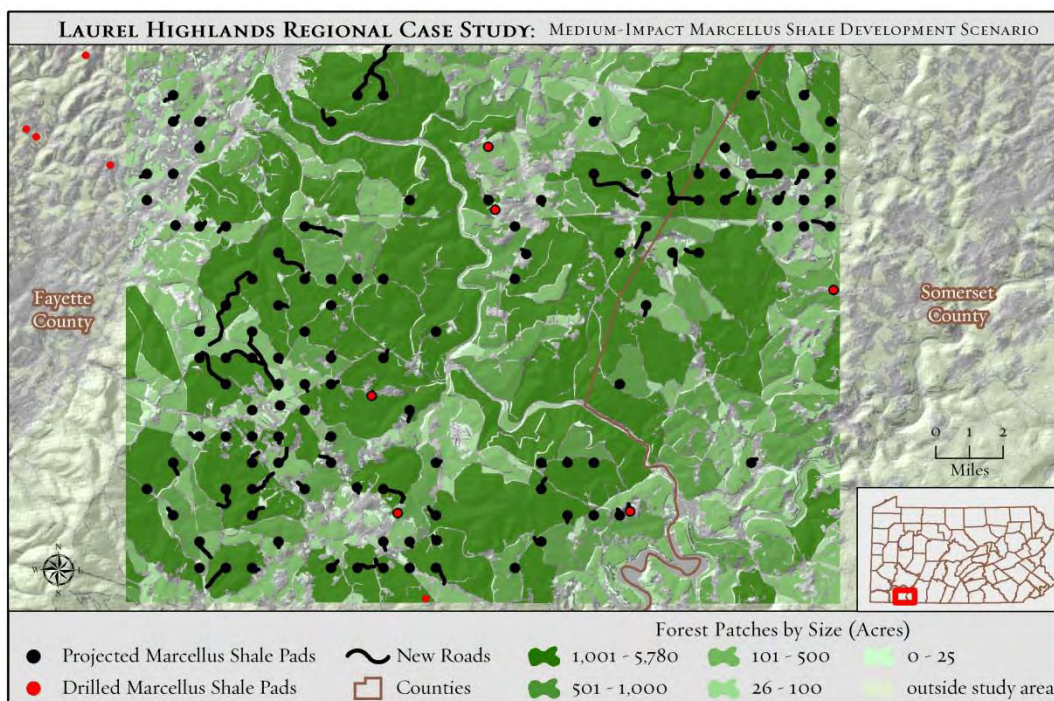 LAUREL HIGHLANDS REGIONAL CASE STUDY: MEDIUM-IMPACT MARCELLUS SHALE DEVELOPMENT SCENARIO
Fayette
County
Somerset
County
0 1 2
Miles
N
W E
S
Forest Patches by Size (Acres)
Projected Marcellus Shale Pads New Roads 1,001 - 5,780 101 - 500 0 - 25
Drilled Marcellus Shale Pads Counties 501 - 1,000 26 - 100 outside study area